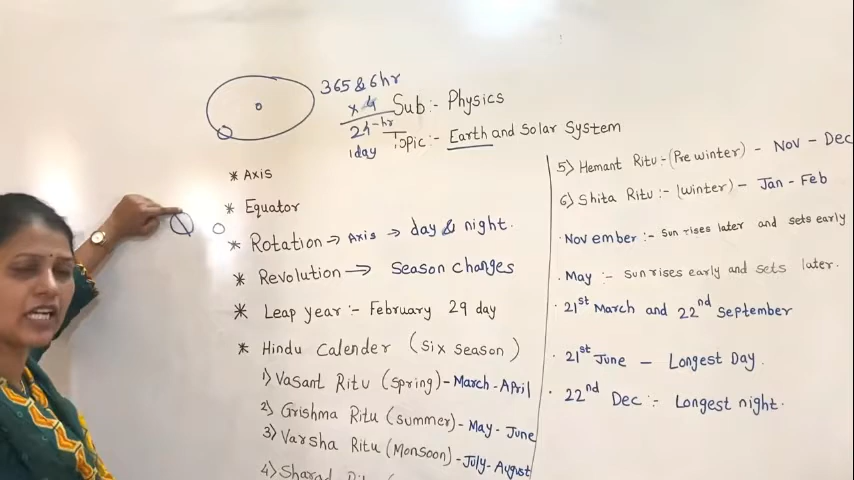 365 & 6hr
x 4
24-hr
1day
Sub:- Physics
Topic:- Earth and Solar System
* Axis
* Equator
* Rotation → Axis → day & night.
* Revolution → Season changes
* Leap year :- February 29 day
* Hindu Calender (six season)
1) Vasant Ritu (spring) - March - April
2) Grishma Ritu (summer) - May - June
3) Varsha Ritu (Monsoon) - July - August
4) Sharad
5) Hemant Ritu :- (Pre winter) - Nov - Dec
6) Shita Ritu :- (winter) - Jan - Feb
· November :- Sun rises later and sets early
· May :- Sun rises early and sets later.
· 21st March and 22nd September
· 21st June - Longest Day.
· 22nd Dec :- Longest night.